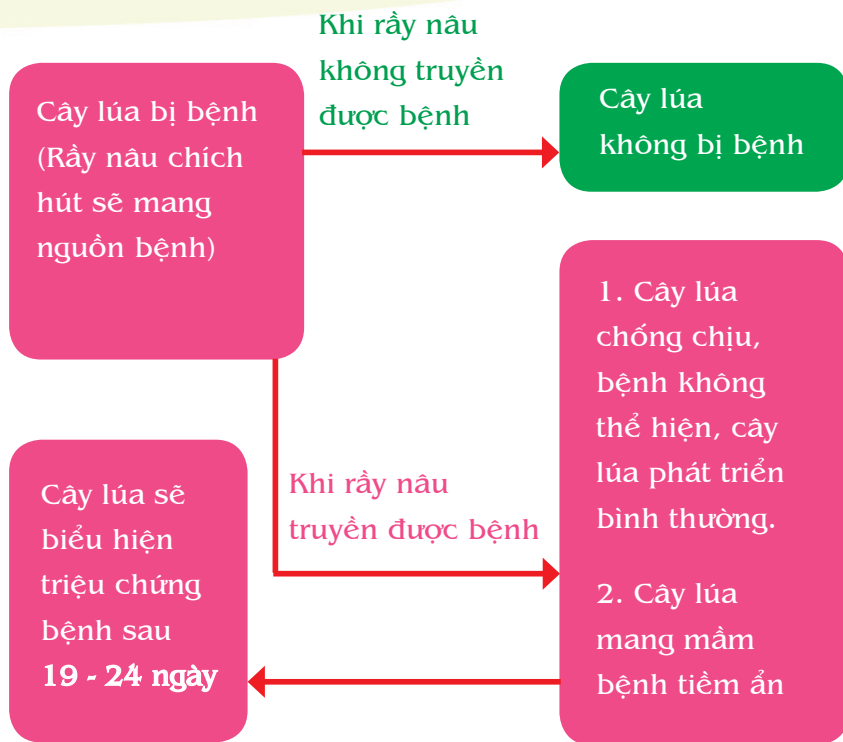 Khi rầy nâu
không truyền
được bệnh
Cây lúa bị bệnh
(Rầy nâu chích
hút sẽ mang
nguồn bệnh)
Cây lúa
không bị bệnh
Khi rầy nâu
truyền được bệnh
1. Cây lúa
chống chịu,
bệnh không
thể hiện, cây
lúa phát triển
bình thường.
2. Cây lúa
mang mầm
bệnh tiềm ẩn
Cây lúa sẽ
biểu hiện
triệu chứng
bệnh sau
19 - 24 ngày